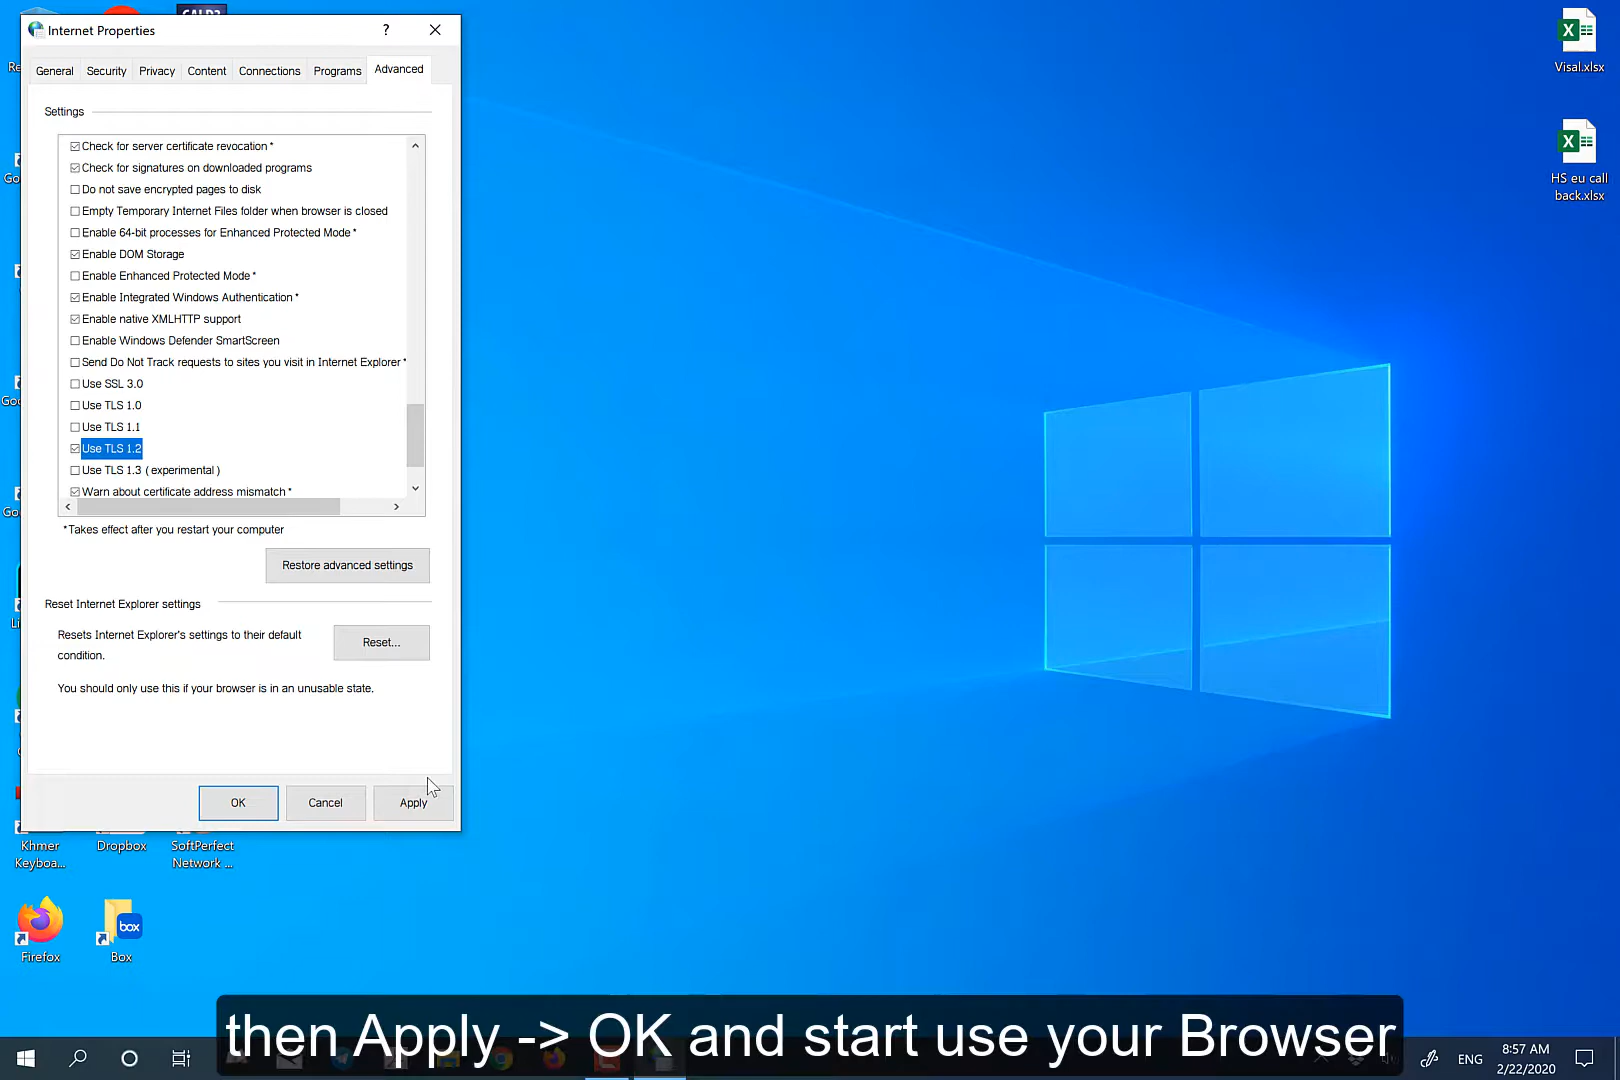 CALD3
Internet Properties
?
General
Security
Privacy
Content
Connections
Programs
Advanced
Settings
Check for server certificate revocation *
Check for signatures on downloaded programs
Do not save encrypted pages to disk
Empty Temporary Internet Files folder when browser is closed
Enable 64-bit processes for Enhanced Protected Mode *
Enable DOM Storage
Enable Enhanced Protected Mode *
Enable Integrated Windows Authentication *
Enable native XMLHTTP support
Enable Windows Defender SmartScreen
Send Do Not Track requests to sites you visit in Internet Explorer *
Use SSL 3.0
Use TLS 1.0
Use TLS 1.1
Use TLS 1.2
Use TLS 1.3 (experimental)
Warn about certificate address mismatch *
*Takes effect after you restart your computer
Restore advanced settings
Reset Internet Explorer settings
Resets Internet Explorer's settings to their default
condition.
Reset...
You should only use this if your browser is in an unusable state.
OK
Cancel
Apply
Visal.xlsx
HS eu call
back.xlsx
Khmer
Keyboa...
Dropbox
SoftPerfect
Network ...
Firefox
box
Box
then Apply -> OK and start use your Browser
ENG
8:57 AM
2/22/2020